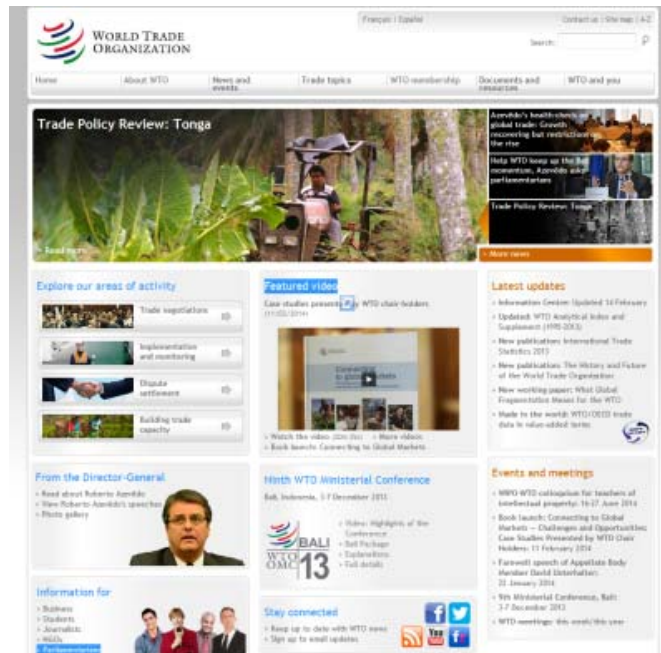 WORLD TRADE
ORGANIZATION
Français | Español
Contact us | Site map | A-Z
Search:
Home
About WTO
News and
events
Trade topics
WTO membership
Documents and
resources
WTO and you
Trade Policy Review: Tonga
> Read more
Azevêdo's health-check on
global trade: Growth
recovering but restrictions on
the rise
Help WTO keep up the Bali
momentum, Azevêdo asks
parliamentarians
Trade Policy Review: Tonga
> More news
Explore our areas of activity
Trade negotiations
Implementation
and monitoring
Dispute
settlement
Building trade
capacity
Featured video
Case studies presented by WTO chair-holders
(11/02/2014)
Connecting
to global markets
> Watch the video
> More videos
> Book launch: Connecting to Global Markets
Latest updates
> Information Centre: Updated 14 February
> Updated: WTO Analytical Index and
Supplement (1995-2013)
> New publication: International Trade
Statistics 2013
> New publication: The History and Future
of the World Trade Organization
> New working paper: What Global
Fragmentation Means for the WTO
> Made in the world: WTO/OECD trade
data in value-added terms
From the Director-General
> Read about Roberto Azevêdo
> View Roberto Azevêdo's speeches
> Photo gallery
Ninth WTO Ministerial Conference
Bali, Indonesia, 3-7 December 2013
BALI
WTO
OMC 13
> Video: Highlights of the
Conference
> Bali Package
> Explanations
> Full details
Events and meetings
> WIPO-WTO colloquium for teachers of
intellectual property: 16-27 June 2014
> Book launch: Connecting to Global
Markets — Challenges and Opportunities:
Case Studies Presented by WTO Chair
Holders: 11 February 2014
> Farewell speech of Appellate Body
Member David Unterhalter:
22 January 2014
> 9th Ministerial Conference, Bali:
3-7 December 2013
> WTO meetings: this week/this year
Information for
> Business
> Students
> Journalists
> NGOs
> Parliamentarians
Stay connected
> Keep up to date with WTO news
> Sign up to email updates
You